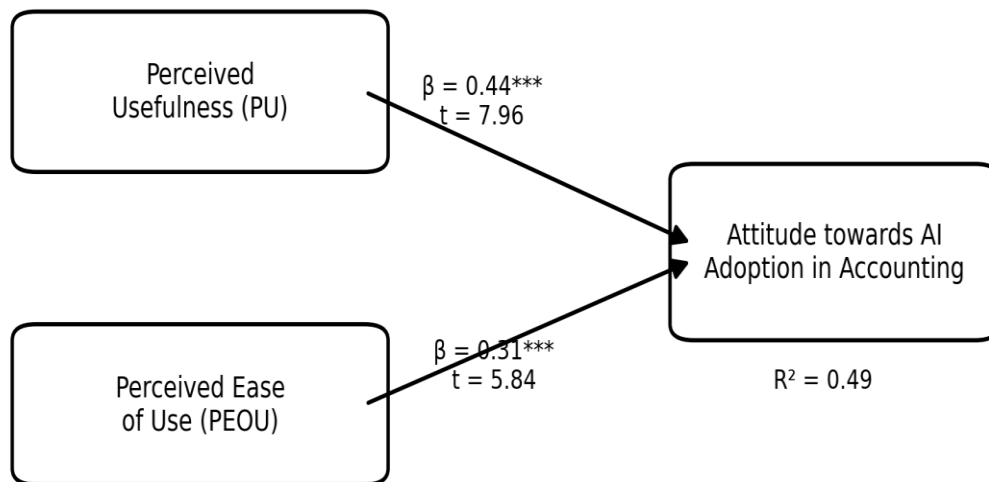 Perceived
Usefulness (PU)
β = 0.44***
t = 7.96
Attitude towards AI
Adoption in Accounting
β = 0.31***
t = 5.84
R² = 0.49
Perceived Ease
of Use (PEOU)